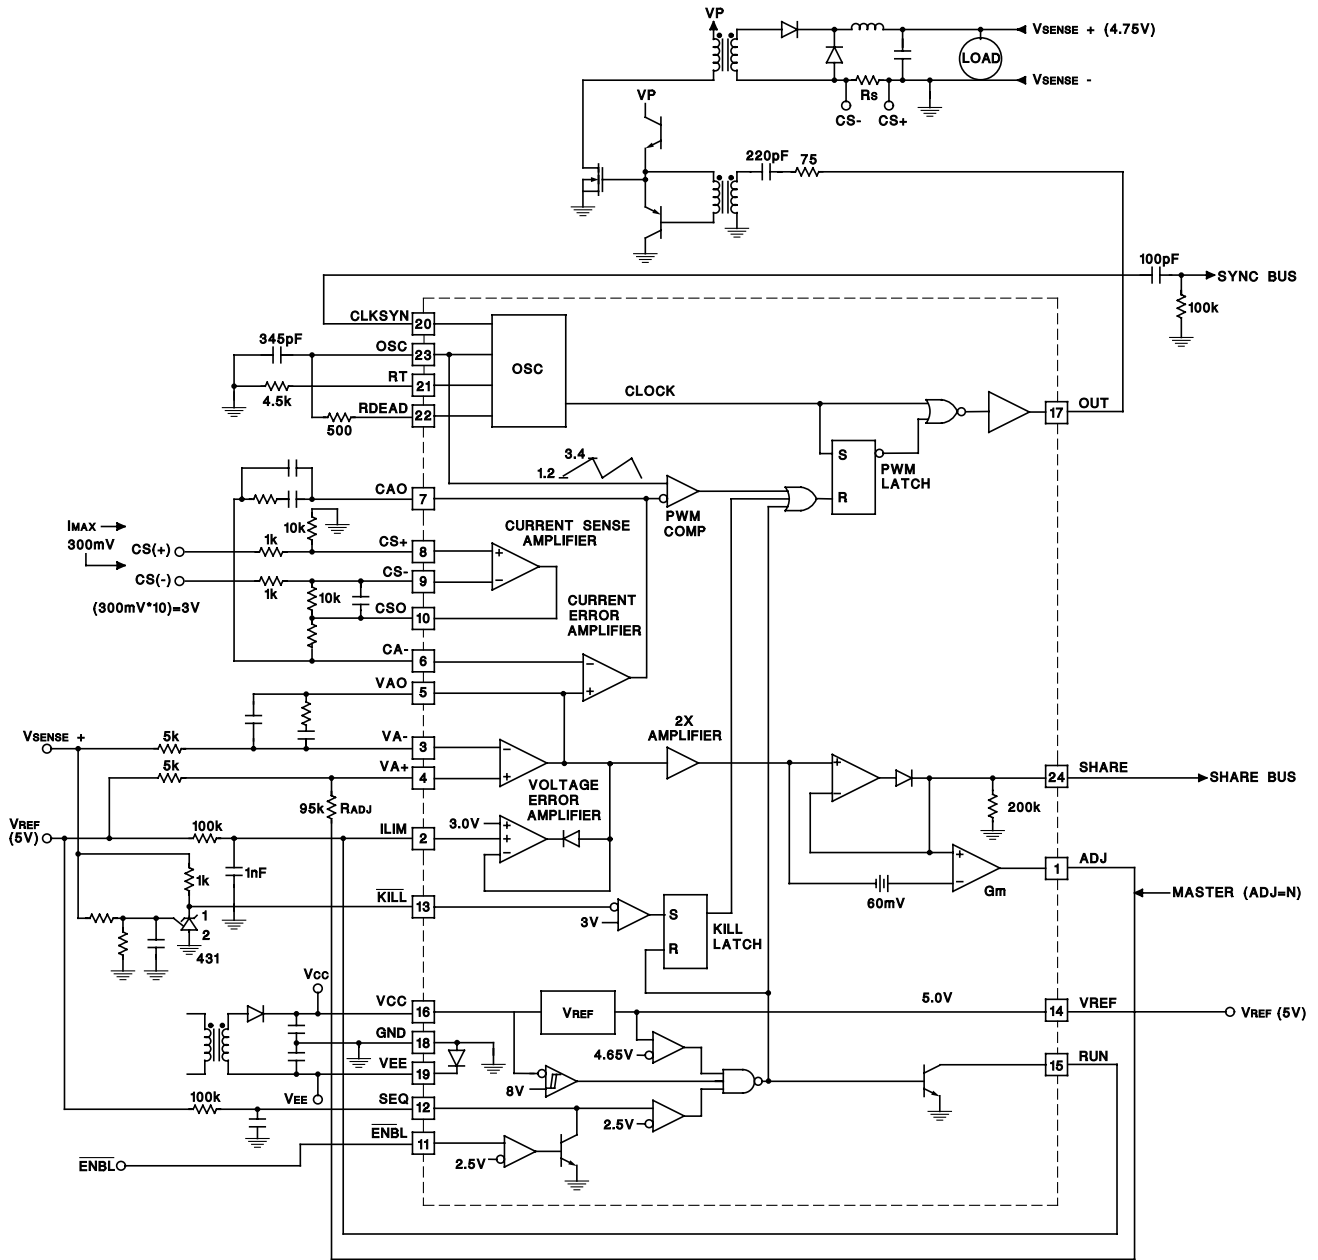 VP
VSENSE + (4.75V)
LOAD
VSENSE -
RS
CS- CS+
VP
220pF 75
100pF
SYNC BUS
100k
CLKSYN 20
345pF
OSC 23
RT 21
4.5k
RDEAD 22
500
OSC
CLOCK
17 OUT
S
R
PWM
LATCH
3.4
1.2
PWM
COMP
CAO 7
IMAX
300mV
CS(+)
1k
10k
CS+ 8
CURRENT SENSE
AMPLIFIER
CS(-)
1k
10k
CS- 9
(300mV*10)=3V
CSO 10
CURRENT
ERROR
AMPLIFIER
CA- 6
VAO 5
VSENSE +
5k
VA- 3
5k
VA+ 4
2X
AMPLIFIER
VOLTAGE
ERROR
AMPLIFIER
24 SHARE
SHARE BUS
200k
95k RADJ
VREF
(5V)
100k
ILIM 2
3.0V
1nF
1k
1 ADJ
Gm
60mV
MASTER (ADJ=N)
KILL 13
3V
S
R
KILL
LATCH
1
2
431
VCC
VCC 16
VREF
5.0V
14 VREF
VREF (5V)
GND 18
4.65V
15 RUN
VEE 19
VEE
8V
100k
SEQ 12
2.5V
ENBL 11
2.5V
ENBL